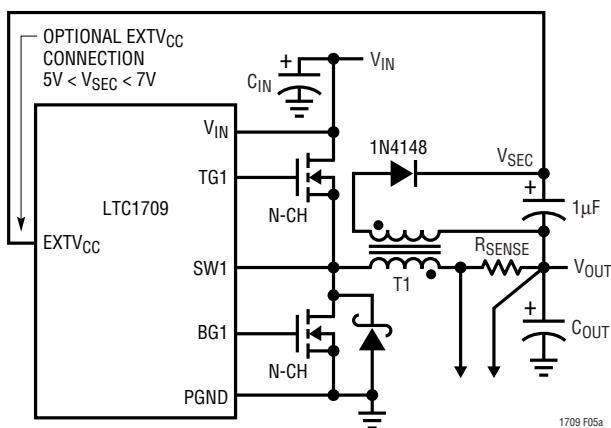 OPTIONAL EXTVCC
CONNECTION
5V < VSEC < 7V
VIN
CIN
+
VIN
TG1
N-CH
1N4148
VSEC
+
1µF
LTC1709
EXTVCC
SW1
T1
RSENSE
VOUT
BG1
N-CH
+
COUT
PGND
1709 F05a